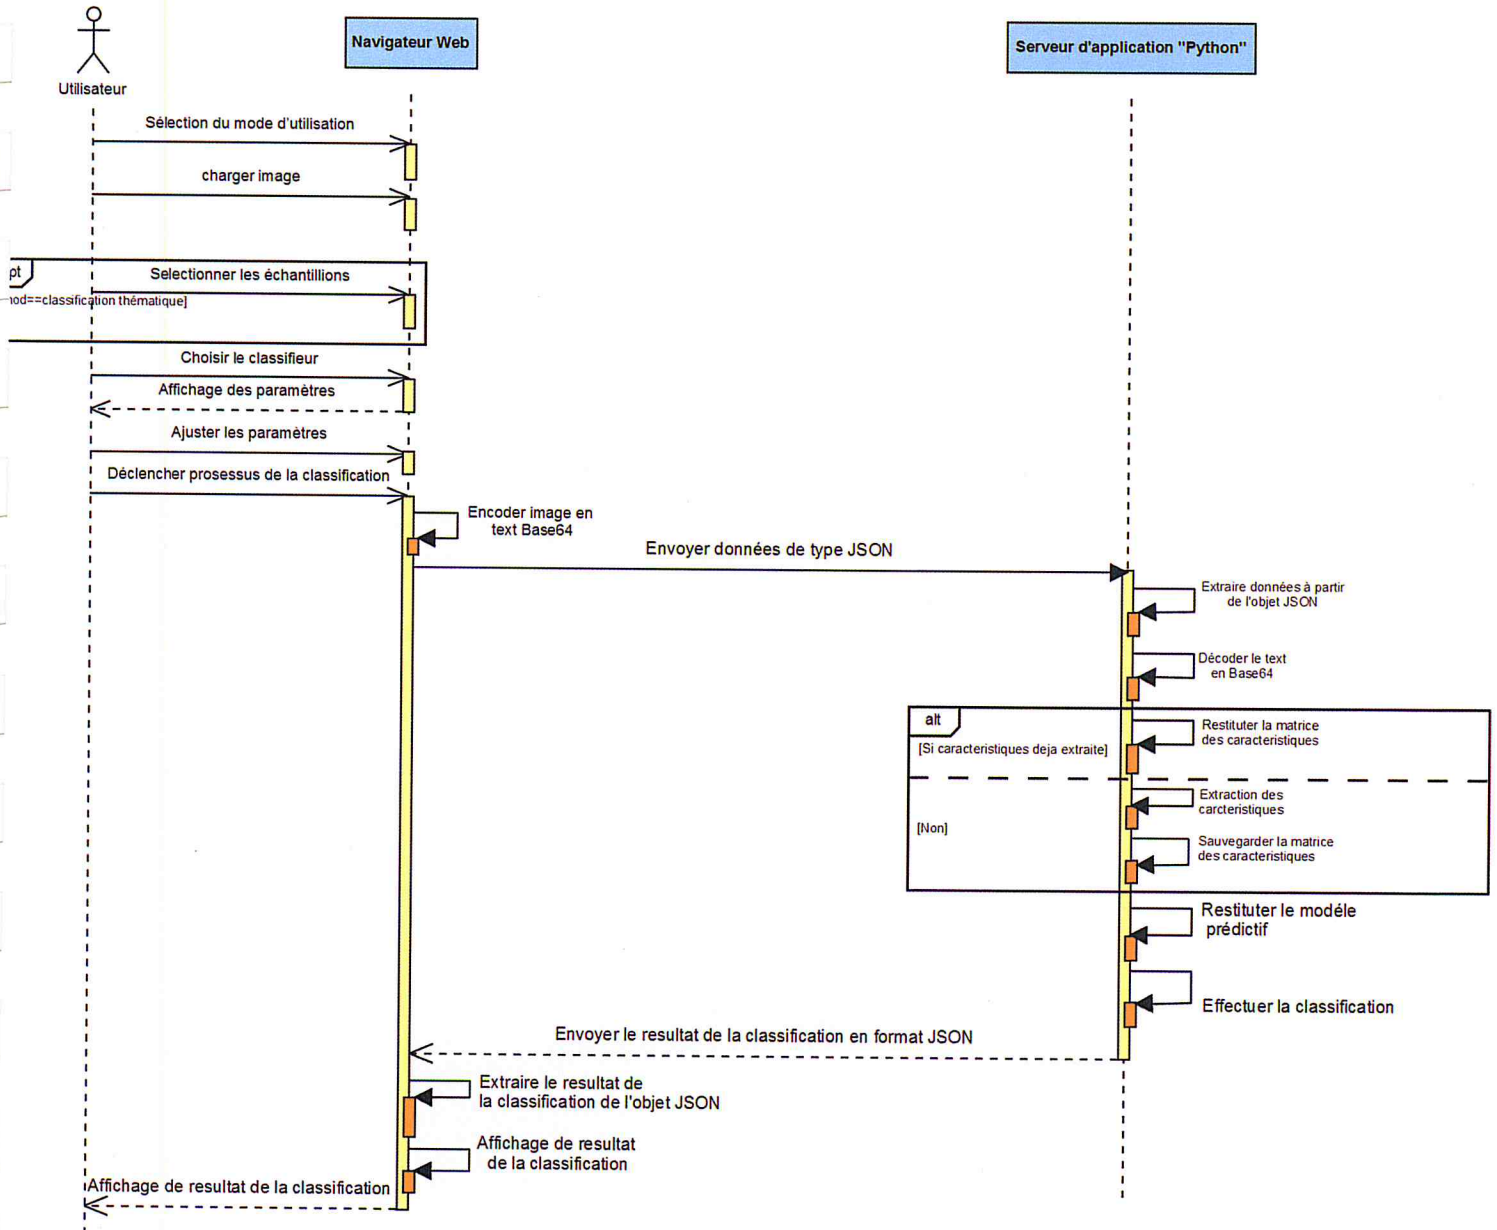 Utilisateur
Navigateur Web
Serveur d'application "Python"
Sélection du mode d'utilisation
charger image
pt
Selectionner les échantillions
nod==classification thématique]
Choisir le classifieur
Affichage des paramètres
Ajuster les paramètres
Déclencher prosessus de la classification
Encoder image en
text Base64
Envoyer données de type JSON
Extraire données à partir
de l'objet JSON
Décoder le text
en Base64
alt
[Si caracteristiques deja extraite]
Restituter la matrice
des caracteristiques
Extraction des
carcteristiques
[Non]
Sauvegarder la matrice
des caracteristiques
Restituter le modéle
prédictif
Effectuer la classification
Envoyer le resultat de la classification en format JSON
Extraire le resultat de
la classification de l'objet JSON
Affichage de resultat
de la classification
Affichage de resultat de la classification